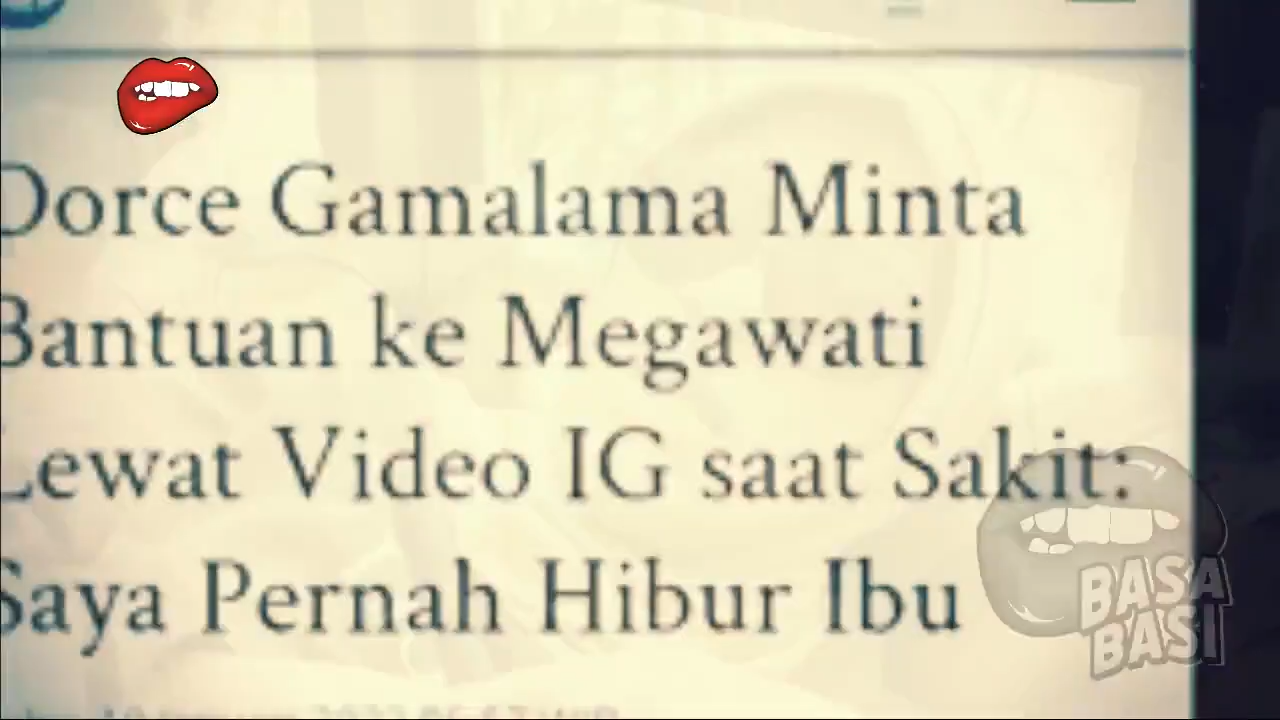 Dorce Gamalama Minta
Bantuan ke Megawati
Lewat Video IG saat Sakit:
Saya Pernah Hibur Ibu
BASA
BASI